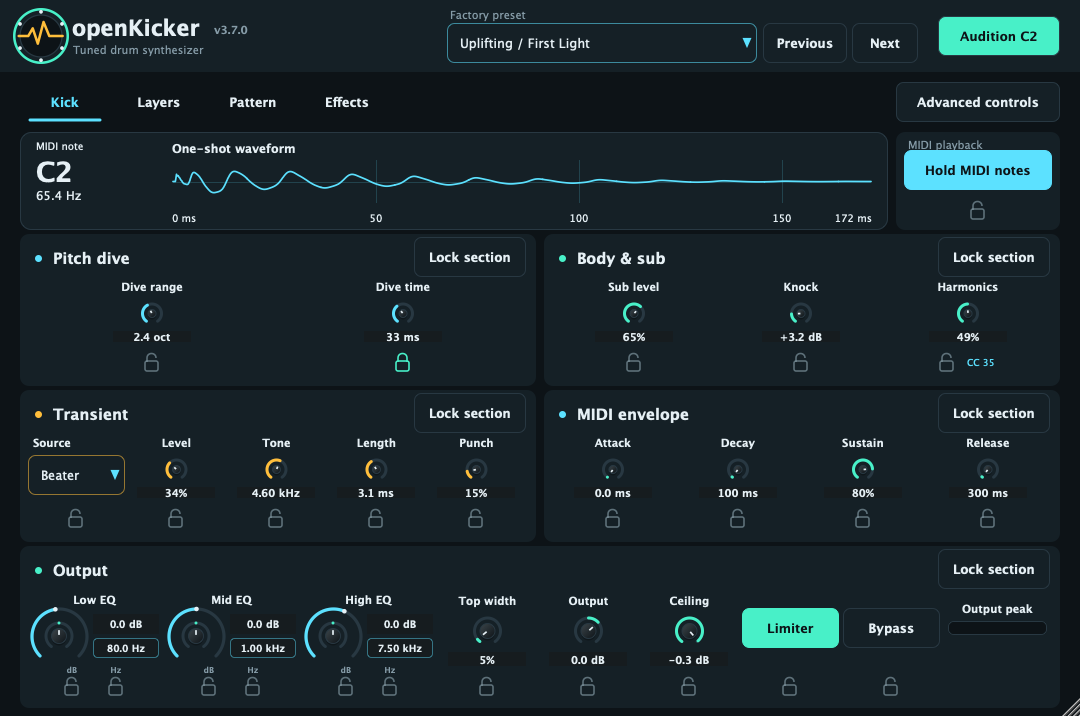 openKicker v3.7.0
Tuned drum synthesizer
Factory preset
Uplifting / First Light
Previous
Next
Audition C2
Kick
Layers
Pattern
Effects
Advanced controls
MIDI note
C2
65.4 Hz
One-shot waveform
0 ms 50 100 150 172 ms
MIDI playback
Hold MIDI notes
Pitch dive
Lock section
Dive range
2.4 oct
Dive time
33 ms
Body & sub
Lock section
Sub level
65%
Knock
+3.2 dB
Harmonics
49%
CC 35
Transient
Lock section
Source
Beater
Level
34%
Tone
4.60 kHz
Length
3.1 ms
Punch
15%
MIDI envelope
Lock section
Attack
0.0 ms
Decay
100 ms
Sustain
80%
Release
300 ms
Output
Lock section
Low EQ
0.0 dB
80.0 Hz
dB Hz
Mid EQ
0.0 dB
1.00 kHz
dB Hz
High EQ
0.0 dB
7.50 kHz
dB Hz
Top width
5%
Output
0.0 dB
Ceiling
-0.3 dB
Limiter
Bypass
Output peak